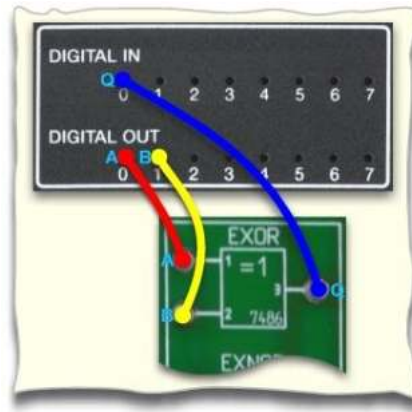 DIGITAL IN
Q
0 1 2 3 4 5 6 7
DIGITAL OUT
A B
0 1 2 3 4 5 6 7
EXOR
A 1 =1
3 Q
B 2 7486